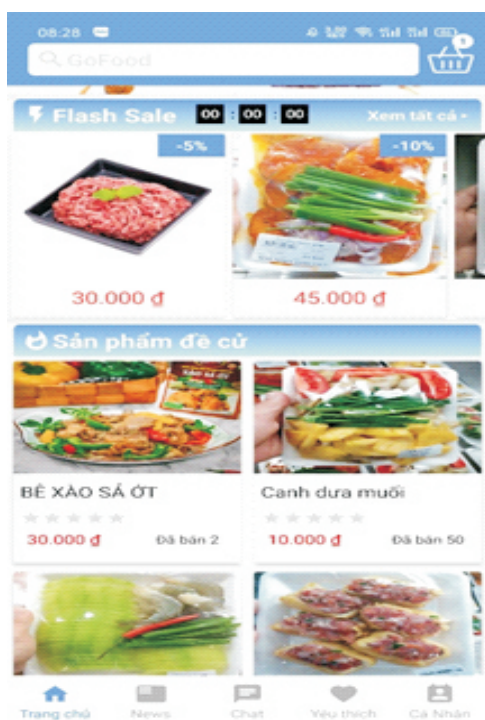 08:28
1
GoFood
Flash Sale 00 : 00 : 00 Xem tất cả
-5%
-10%
30.000 ₫
45.000 ₫
Sản phẩm đề cử
BÊ XÀO SẢ ỚT
Canh dưa muối
30.000 ₫ Đã bán 2
10.000 ₫ Đã bán 50
Trang chủ News Chat Yêu thích Cá Nhân